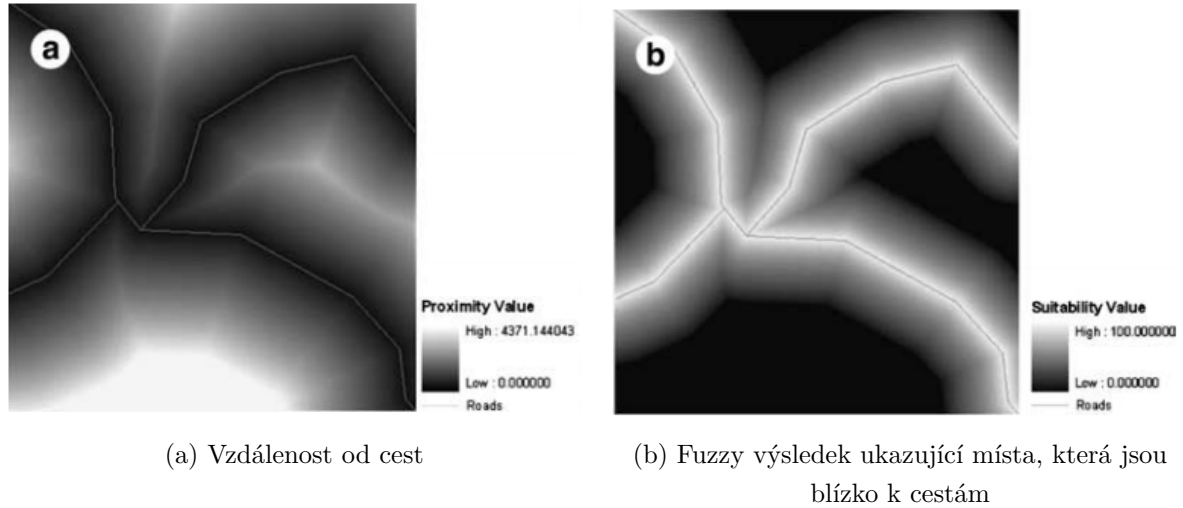 a
Proximity Value
High : 4371.144043
Low : 0.000000
Roads
b
Suitability Value
High : 100.000000
Low : 0.000000
Roads
(a) Vzdálenost od cest
(b) Fuzzy výsledek ukazující místa, která jsou
blízko k cestám